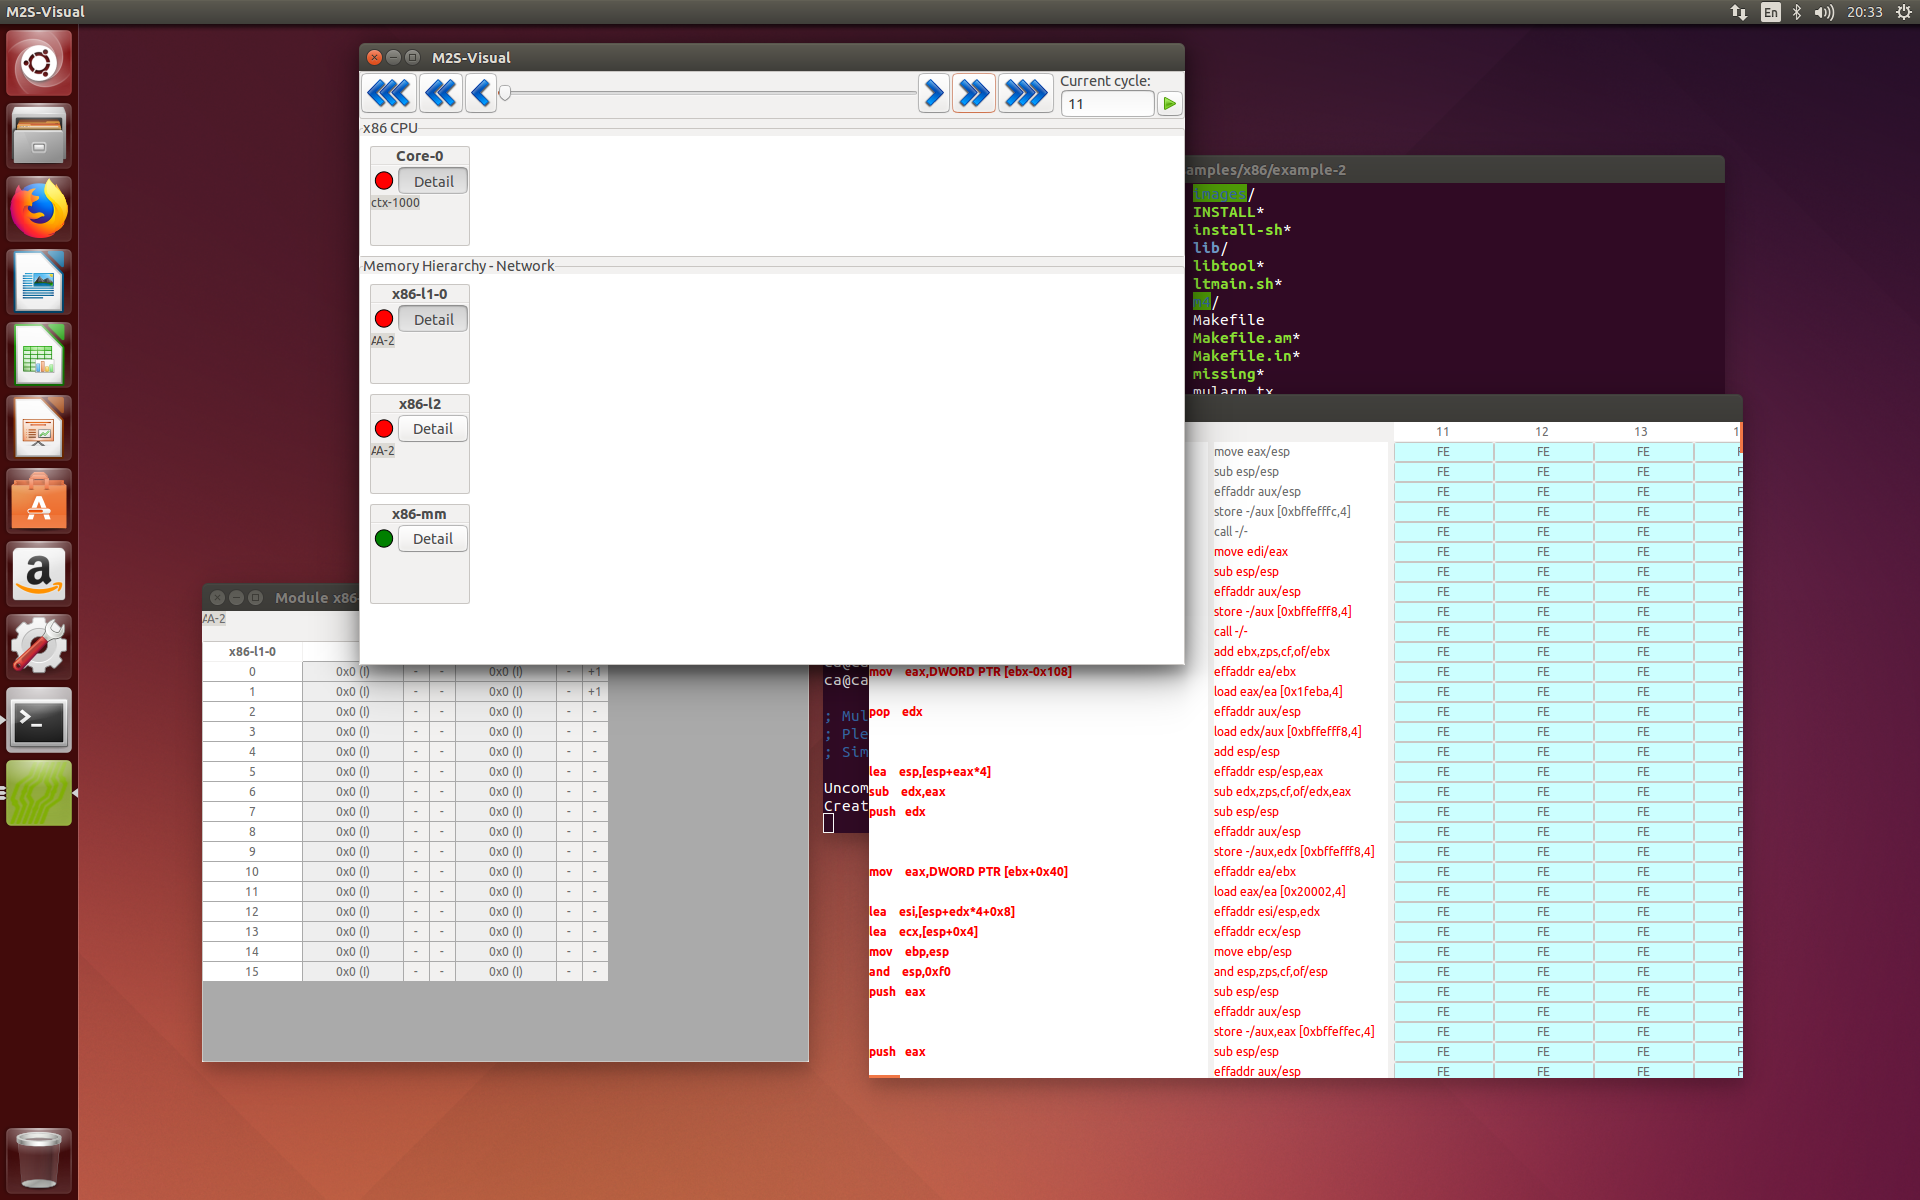 M2S-Visual
En
20:33
M2S-Visual
Current cycle:
11
x86 CPU
Core-0
Detail
ctx-1000
Memory Hierarchy - Network
x86-l1-0
Detail
AA-2
x86-l2
Detail
AA-2
x86-mm
Detail
amples/x86/example-2
images/
INSTALL*
install-sh*
lib/
libtool*
ltmain.sh*
m4/
Makefile
Makefile.am*
Makefile.in*
missing*
mularm.tx
Module x86-
AA-2
x86-l1-0
0 0x0 (I) - - 0x0 (I) - +1
1 0x0 (I) - - 0x0 (I) - +1
2 0x0 (I) - - 0x0 (I) - -
3 0x0 (I) - - 0x0 (I) - -
4 0x0 (I) - - 0x0 (I) - -
5 0x0 (I) - - 0x0 (I) - -
6 0x0 (I) - - 0x0 (I) - -
7 0x0 (I) - - 0x0 (I) - -
8 0x0 (I) - - 0x0 (I) - -
9 0x0 (I) - - 0x0 (I) - -
10 0x0 (I) - - 0x0 (I) - -
11 0x0 (I) - - 0x0 (I) - -
12 0x0 (I) - - 0x0 (I) - -
13 0x0 (I) - - 0x0 (I) - -
14 0x0 (I) - - 0x0 (I) - -
15 0x0 (I) - - 0x0 (I) - -
ca@ca
; Mul
; Ple
; Sim
Uncom
Creat
11 12 13 1
move eax/esp FE FE FE F
sub esp/esp FE FE FE F
effaddr aux/esp FE FE FE F
store -/aux [0xbffefffc,4] FE FE FE F
call -/- FE FE FE F
move edi/eax FE FE FE F
sub esp/esp FE FE FE F
effaddr aux/esp FE FE FE F
store -/aux [0xbffefff8,4] FE FE FE F
call -/- FE FE FE F
add ebx,zps,cf,of/ebx FE FE FE F
mov eax,DWORD PTR [ebx-0x108] effaddr ea/ebx FE FE FE F
load eax/ea [0x1feba,4] FE FE FE F
pop edx effaddr aux/esp FE FE FE F
load edx/aux [0xbffefff8,4] FE FE FE F
add esp/esp FE FE FE F
lea esp,[esp+eax*4] effaddr esp/esp,eax FE FE FE F
sub edx,eax sub edx,zps,cf,of/edx,eax FE FE FE F
push edx sub esp/esp FE FE FE F
effaddr aux/esp FE FE FE F
store -/aux,edx [0xbffefff8,4] FE FE FE F
mov eax,DWORD PTR [ebx+0x40] effaddr ea/ebx FE FE FE F
load eax/ea [0x20002,4] FE FE FE F
lea esi,[esp+edx*4+0x8] effaddr esi/esp,edx FE FE FE F
lea ecx,[esp+0x4] effaddr ecx/esp FE FE FE F
mov ebp,esp move ebp/esp FE FE FE F
and esp,0xf0 and esp,zps,cf,of/esp FE FE FE F
push eax sub esp/esp FE FE FE F
effaddr aux/esp FE FE FE F
store -/aux,eax [0xbffeffec,4] FE FE FE F
push eax sub esp/esp FE FE FE F
effaddr aux/esp FE FE FE F